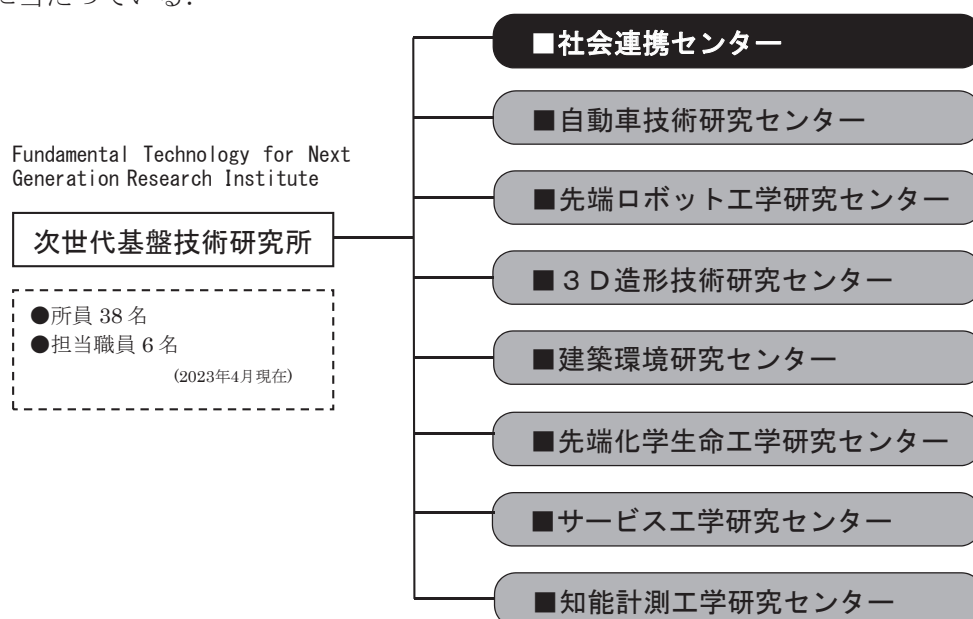 に当たっている.
Fundamental Technology for Next
Generation Research Institute
次世代基盤技術研究所
●所員 38 名
●担当職員 6 名
(2023年4月現在)
■社会連携センター
■自動車技術研究センター
■先端ロボット工学研究センター
■３Ｄ造形技術研究センター
■建築環境研究センター
■先端化学生命工学研究センター
■サービス工学研究センター
■知能計測工学研究センター